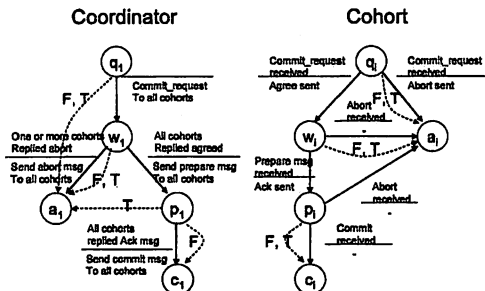 Coordinator
Cohort
q1
F, T
Commit_request
To all cohorts
One or more cohorts
Replied abort
Send abort msg
To all cohorts
w1
All cohorts
Replied agreed
Send prepare msg
To all cohorts
F, T
a1
T
p1
All cohorts
replied Ack msg
Send commit msg
To all cohorts
F
c1
Commit_request
received
Agree sent
qi
Commit_request
received
Abort sent
F, T
Abort
received
-
wi
ai
F, T
Prepare msg
received
Ack sent
Abort
received
-
pi
F, T
Commit
received
-
ci